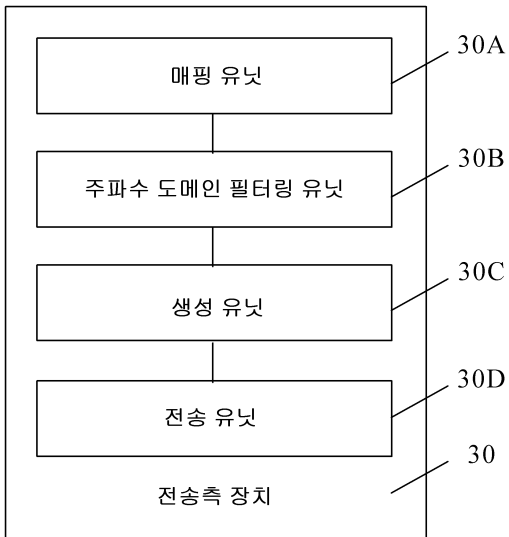 매핑 유닛
30A
주파수 도메인 필터링 유닛
30B
생성 유닛
30C
전송 유닛
30D
전송측 장치
30